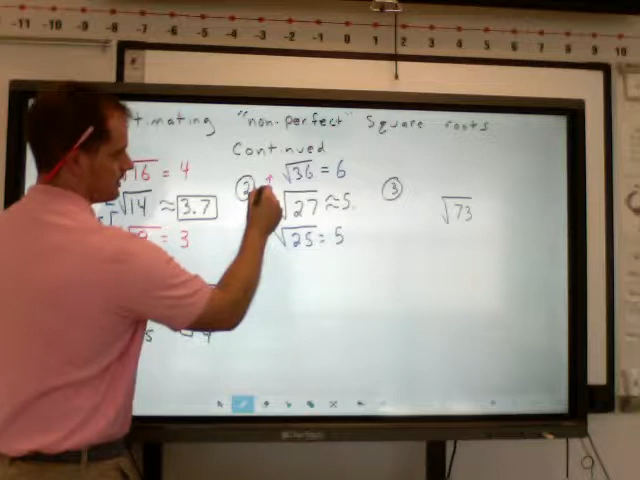 -11 -10 -9 -8 -7 -6 -5 -4 -3 -2 -1 0 1 2 3 4 5 6 7 8 9 10
timating "non-perfect" Square roots
Continued
√16 = 4
√14 ≈ 3.7
= 3
② √36 = 6
√27 ≈ 5.
√25 = 5
③ √73